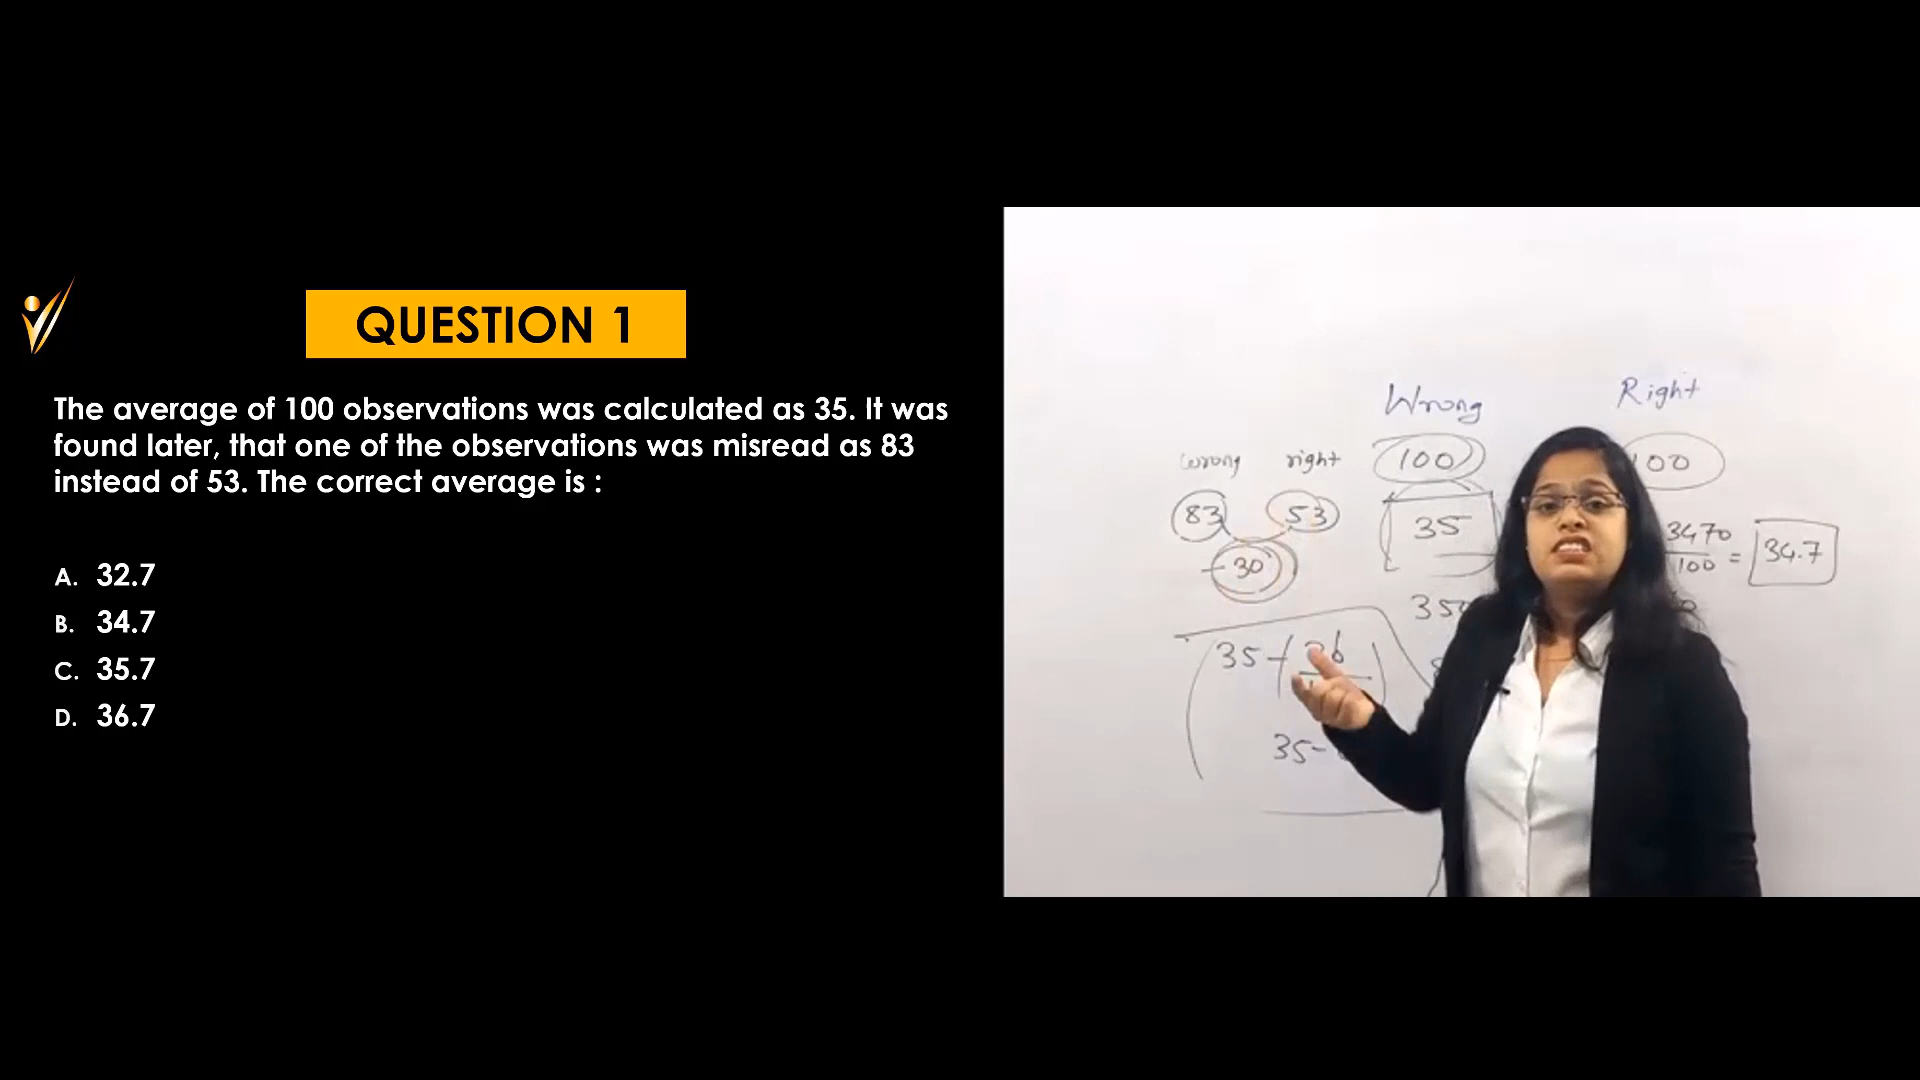 QUESTION 1
The average of 100 observations was calculated as 35. It was
found later, that one of the observations was misread as 83
instead of 53. The correct average is :
A. 32.7
B. 34.7
C. 35.7
D. 36.7
Wrong Right
wrong right 100 100
83 53 35 3470
100 = 34.7
- 30
35 -
35 -